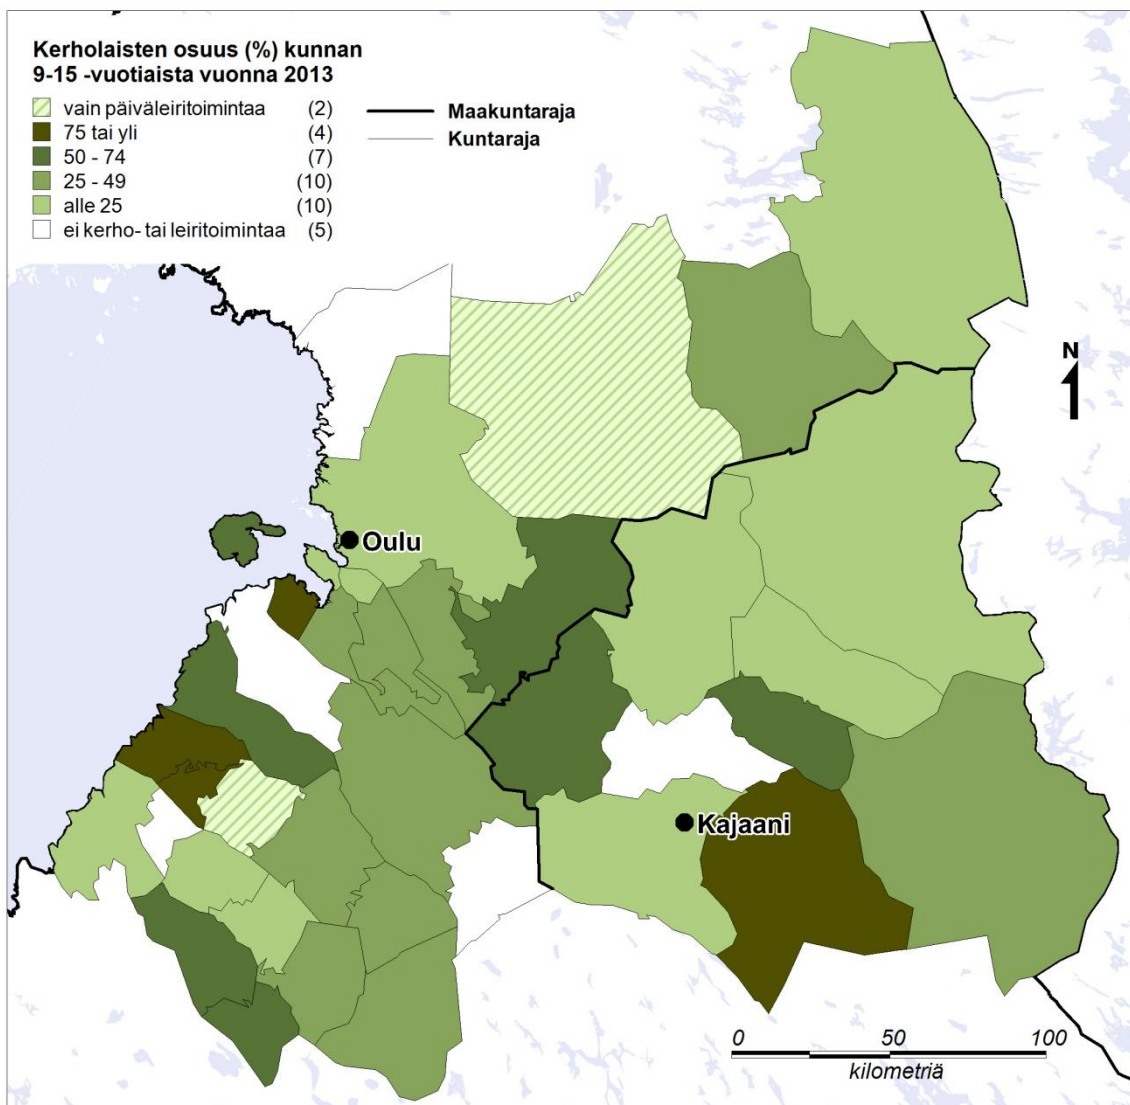 Kerholaisten osuus (%) kunnan
9-15 -vuotiaista vuonna 2013
vain päiväleiritoimintaa (2)
75 tai yli (4)
50 - 74 (7)
25 - 49 (10)
alle 25 (10)
ei kerho- tai leiritoimintaa (5)
Maakuntaraja
Kuntaraja
N
Oulu
Kajaani
0 50 100
kilometriä